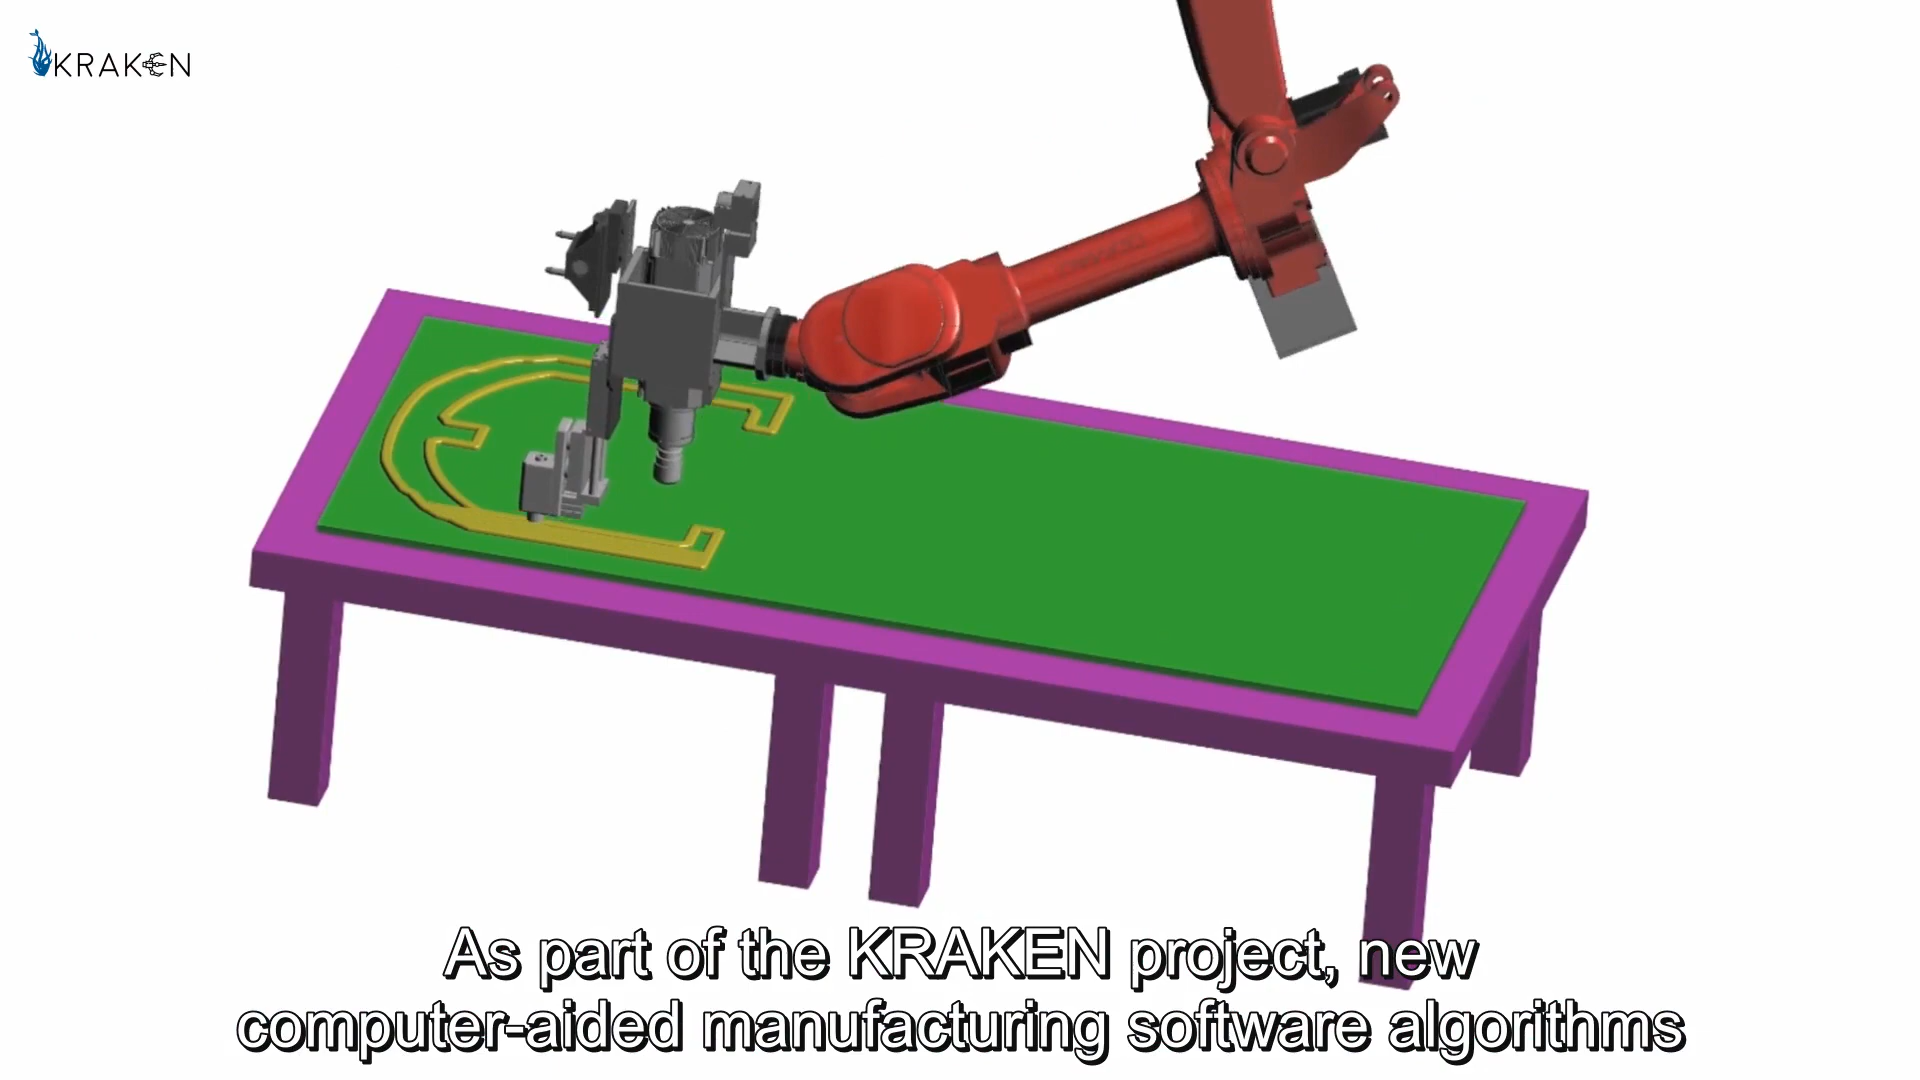 KRAKEN
As part of the KRAKEN project, new
computer-aided manufacturing software algorithms